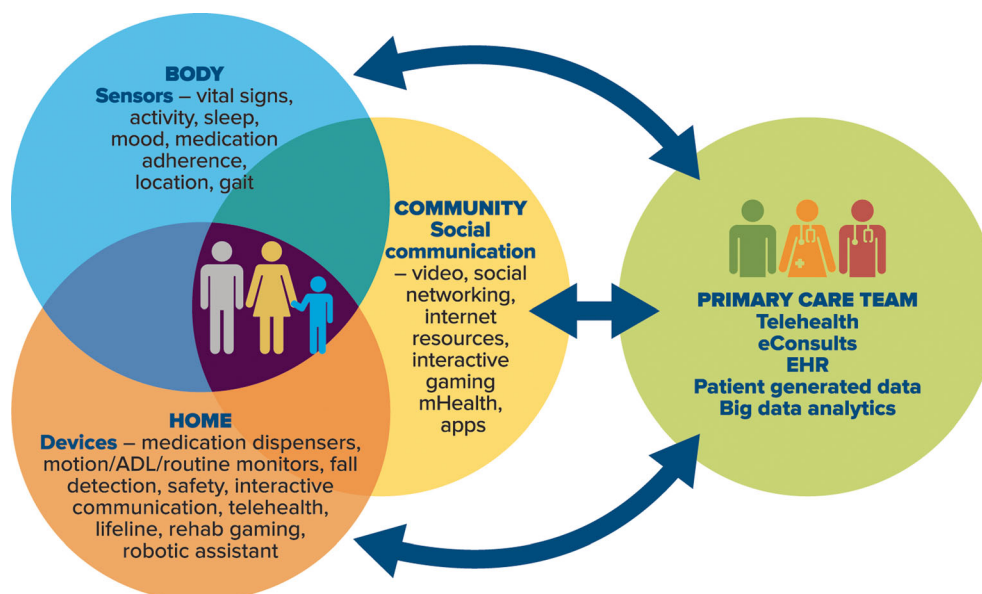 BODY
Sensors – vital signs,
activity, sleep,
mood, medication
adherence,
location, gait
COMMUNITY
Social
communication
– video, social
networking,
internet
resources,
interactive
gaming
mHealth,
apps
HOME
Devices – medication dispensers,
motion/ADL/routine monitors, fall
detection, safety, interactive
communication, telehealth,
lifeline, rehab gaming,
robotic assistant
PRIMARY CARE TEAM
Telehealth
eConsults
EHR
Patient generated data
Big data analytics